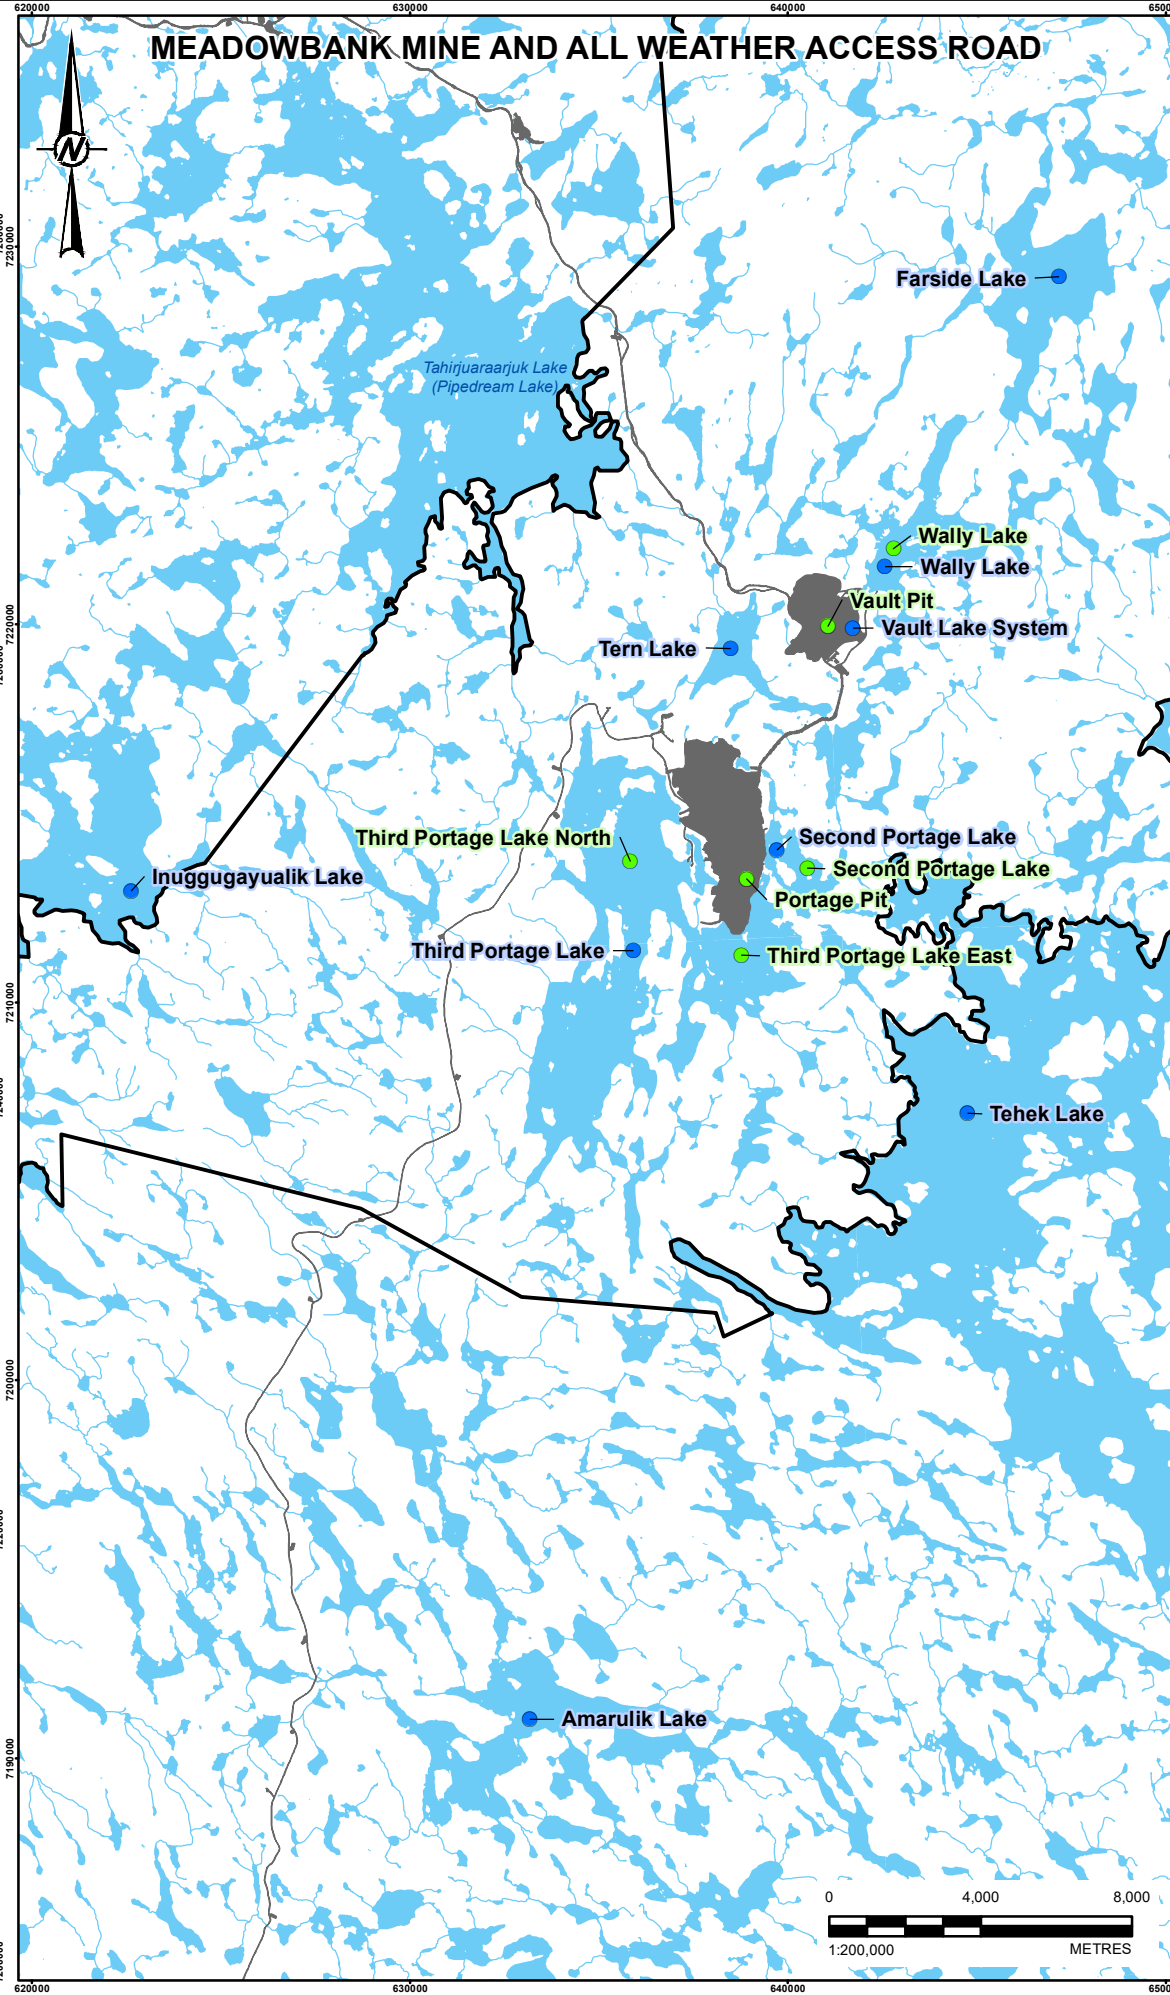 620000
630000
640000
6500
MEADOWBANK MINE AND ALL WEATHER ACCESS ROAD
N
7230000
Farside Lake
Tahirjuaraarjuk Lake
(Pipedream Lake)
Wally Lake
Wally Lake
Vault Pit
7220000
Vault Lake System
Tern Lake
Third Portage Lake North
Second Portage Lake
Second Portage Lake
Inuggugayualik Lake
Portage Pit
Third Portage Lake
Third Portage Lake East
7210000
Tehek Lake
7200000
Amarulik Lake
7190000
0
4,000
8,000
1:200,000
METRES
620000
630000
640000
6500